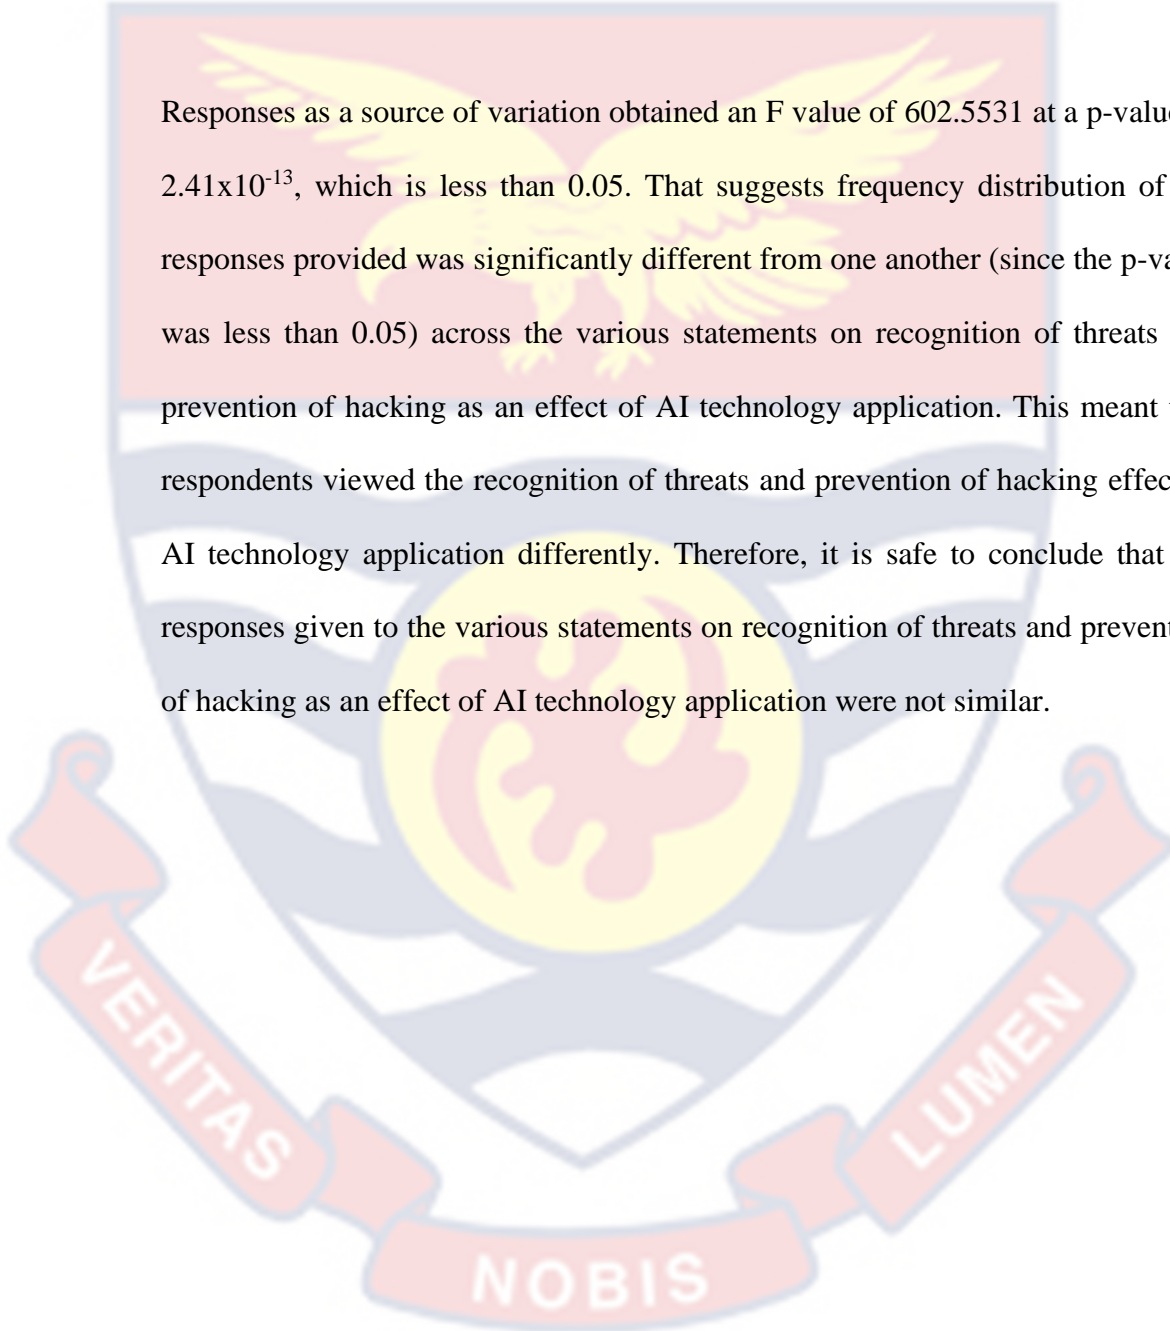 Responses as a source of variation obtained an F value of 602.5531 at a p-value
2.41x10⁻¹³, which is less than 0.05. That suggests frequency distribution of
responses provided was significantly different from one another (since the p-va
was less than 0.05) across the various statements on recognition of threats
prevention of hacking as an effect of AI technology application. This meant
respondents viewed the recognition of threats and prevention of hacking effec
AI technology application differently. Therefore, it is safe to conclude that
responses given to the various statements on recognition of threats and prevent
of hacking as an effect of AI technology application were not similar.
VERITAS
NOBIS
LUMEN